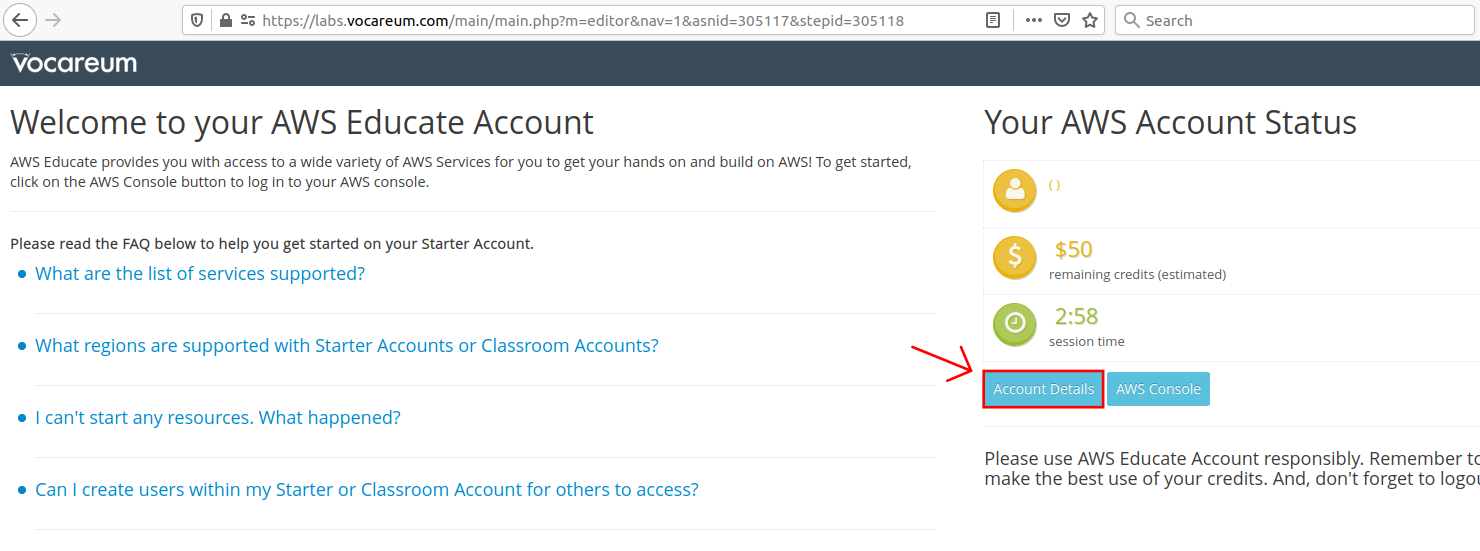 https://labs.vocareum.com/main/main.php?m=editor&nav=1&asnid=305117&stepid=305118
Search
vocareum
Welcome to your AWS Educate Account
AWS Educate provides you with access to a wide variety of AWS Services for you to get your hands on and build on AWS! To get started,
click on the AWS Console button to log in to your AWS console.
Please read the FAQ below to help you get started on your Starter Account.
What are the list of services supported?
What regions are supported with Starter Accounts or Classroom Accounts?
I can't start any resources. What happened?
Can I create users within my Starter or Classroom Account for others to access?
Your AWS Account Status
( )
$50
remaining credits (estimated)
2:58
session time
Account Details
AWS Console
Please use AWS Educate Account responsibly. Remember to
make the best use of your credits. And, don't forget to logou